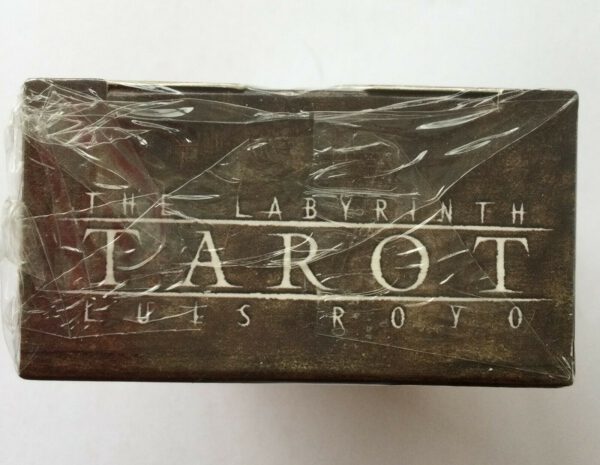 THE LABYRINTH
TAROT
LUIS ROYO